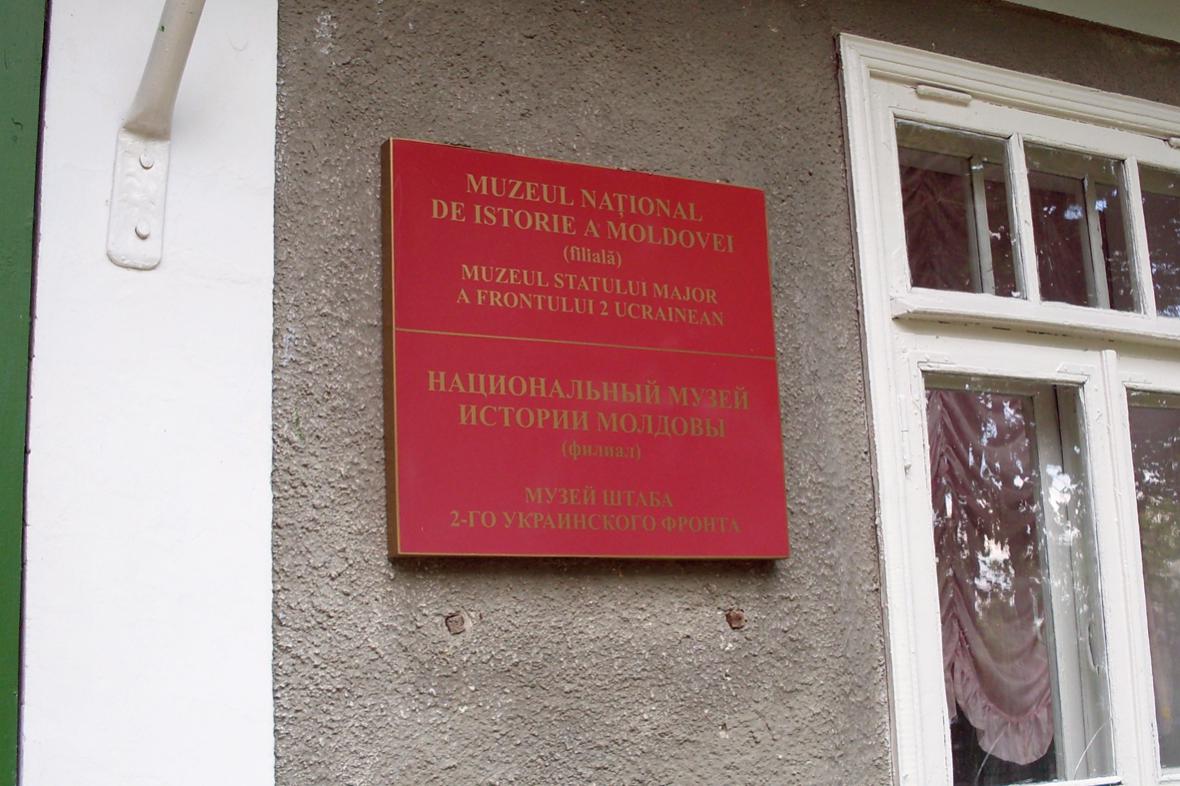 MUZEUL NAȚIONAL
DE ISTORIE A MOLDOVEI
(filială)
MUZEUL STATULUI MAJOR
A FRONTULUI 2 UCRAINEAN
НАЦИОНАЛЬНЫЙ МУЗЕЙ
ИСТОРИИ МОЛДОВЫ
(филиал)
МУЗЕЙ ШТАБА
2-ГО УКРАИНСКОГО ФРОНТА